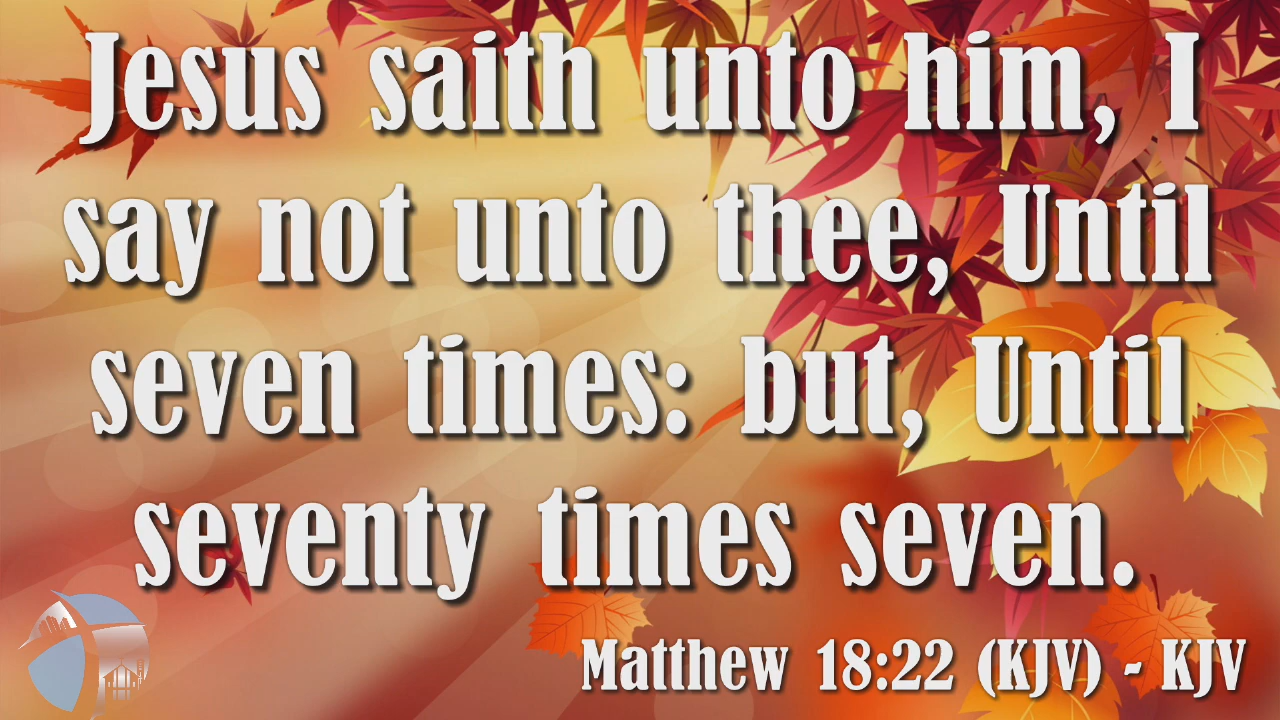 Jesus saith unto him, I
say not unto thee, Until
seven times: but, Until
seventy times seven.
Matthew 18:22 (KJV) - KJV